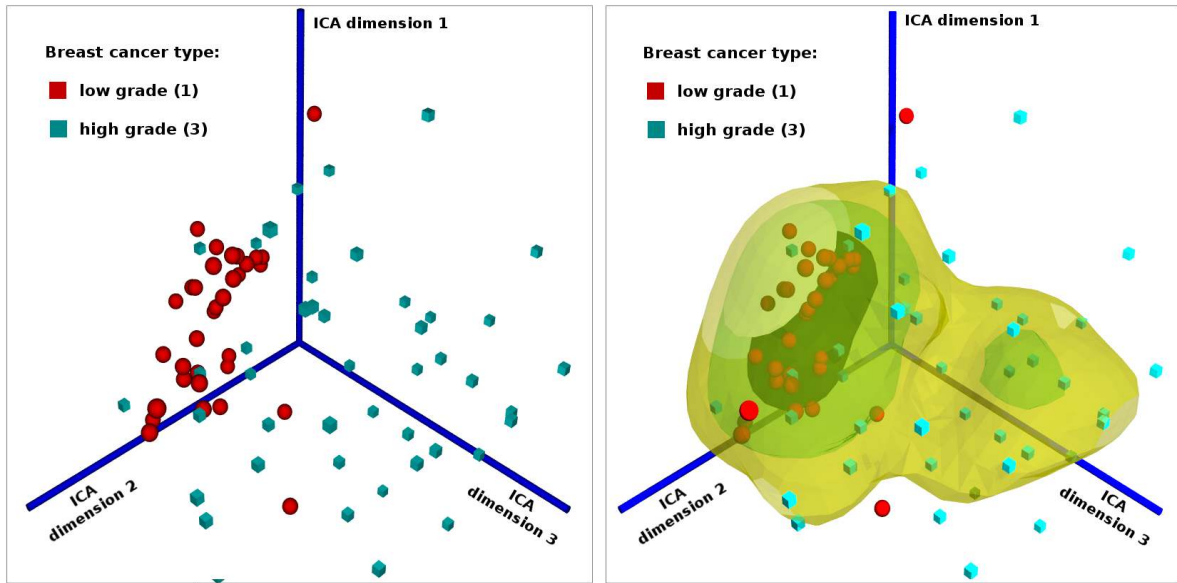 ICA dimension 1
Breast cancer type:
low grade (1)
high grade (3)
ICA
dimension 2
ICA
dimension 3
ICA dimension 1
Breast cancer type:
low grade (1)
high grade (3)
ICA
dimension 2
ICA
dimension 3